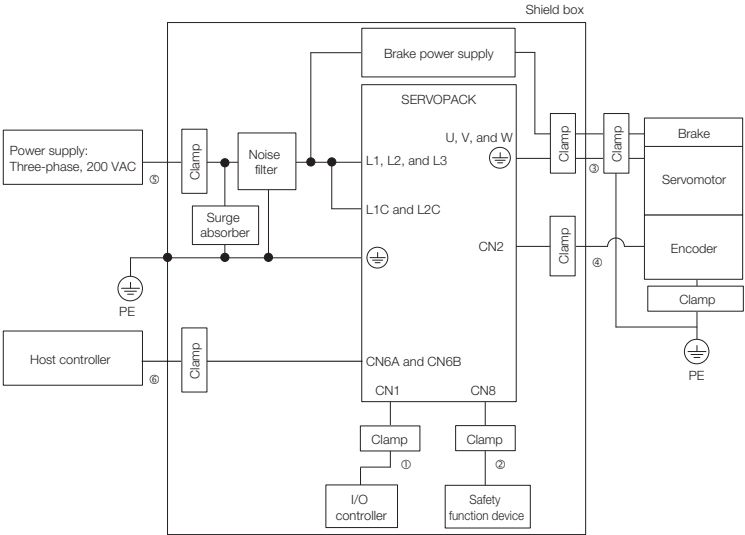 Shield box
Brake power supply
SERVOPACK
U, V, and W
Clamp
Clamp
Brake
Power supply:
Three-phase, 200 VAC
Clamp
Noise
filter
L1, L2, and L3
③
Servomotor
⑤
L1C and L2C
Surge
absorber
CN2
Clamp
Encoder
④
PE
Clamp
Host controller
Clamp
CN6A and CN6B
PE
⑥
CN1
CN8
Clamp
Clamp
①
②
I/O
controller
Safety
function device